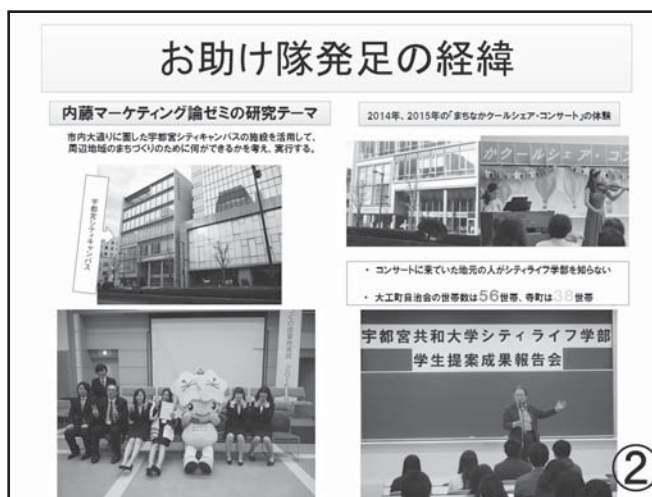 お助け隊発足の経緯
内藤マーケティング論ゼミの研究テーマ
市内大通りに面した宇都宮シティキャンパスの施設を活用して、
周辺地域のまちづくりのために何ができるかを考え、実行する。
宇都宮シティキャンパス
2014年、2015年の「まちなかクールシェア・コンサート」の体験
かクールシェア・コン
・ コンサートに来ていた地元の人がシティライフ学部を知らない
・ 大工町自治会の世帯数は56世帯、寺町は38世帯
宇都宮共和大学シティライフ学部
学生提案成果報告会
②